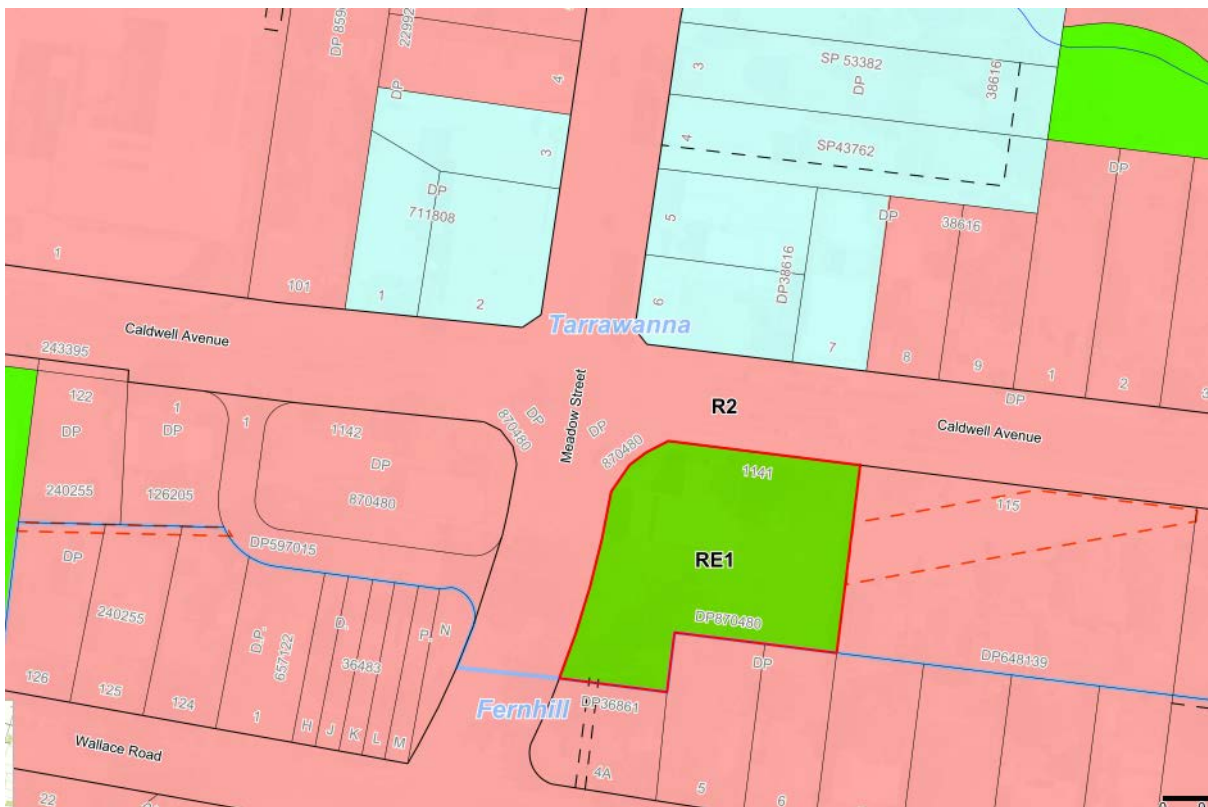 DP 859
22992
DP
4
3
SP 53382
DP
38616
4
SP43762
3
DP
711808
DP
5
DP
38616
1
101
1
2
6
DP38616
7
8
9
1
2
3
DP
Tarrawanna
Caldwell Avenue
243395
122
DP
240255
1
DP
126205
1
1142
DP
870480
DP
870480
Meadow Street
DP
870480
R2
Caldwell Avenue
1141
115
RE1
DP870480
DP
DP597015
DP
240255
D.P.
657122
D.
P.
N
36483
DP648139
126
125
124
1
H
J
K
L
M
Fernhill
DP36861
4A
5
6
Wallace Road
22